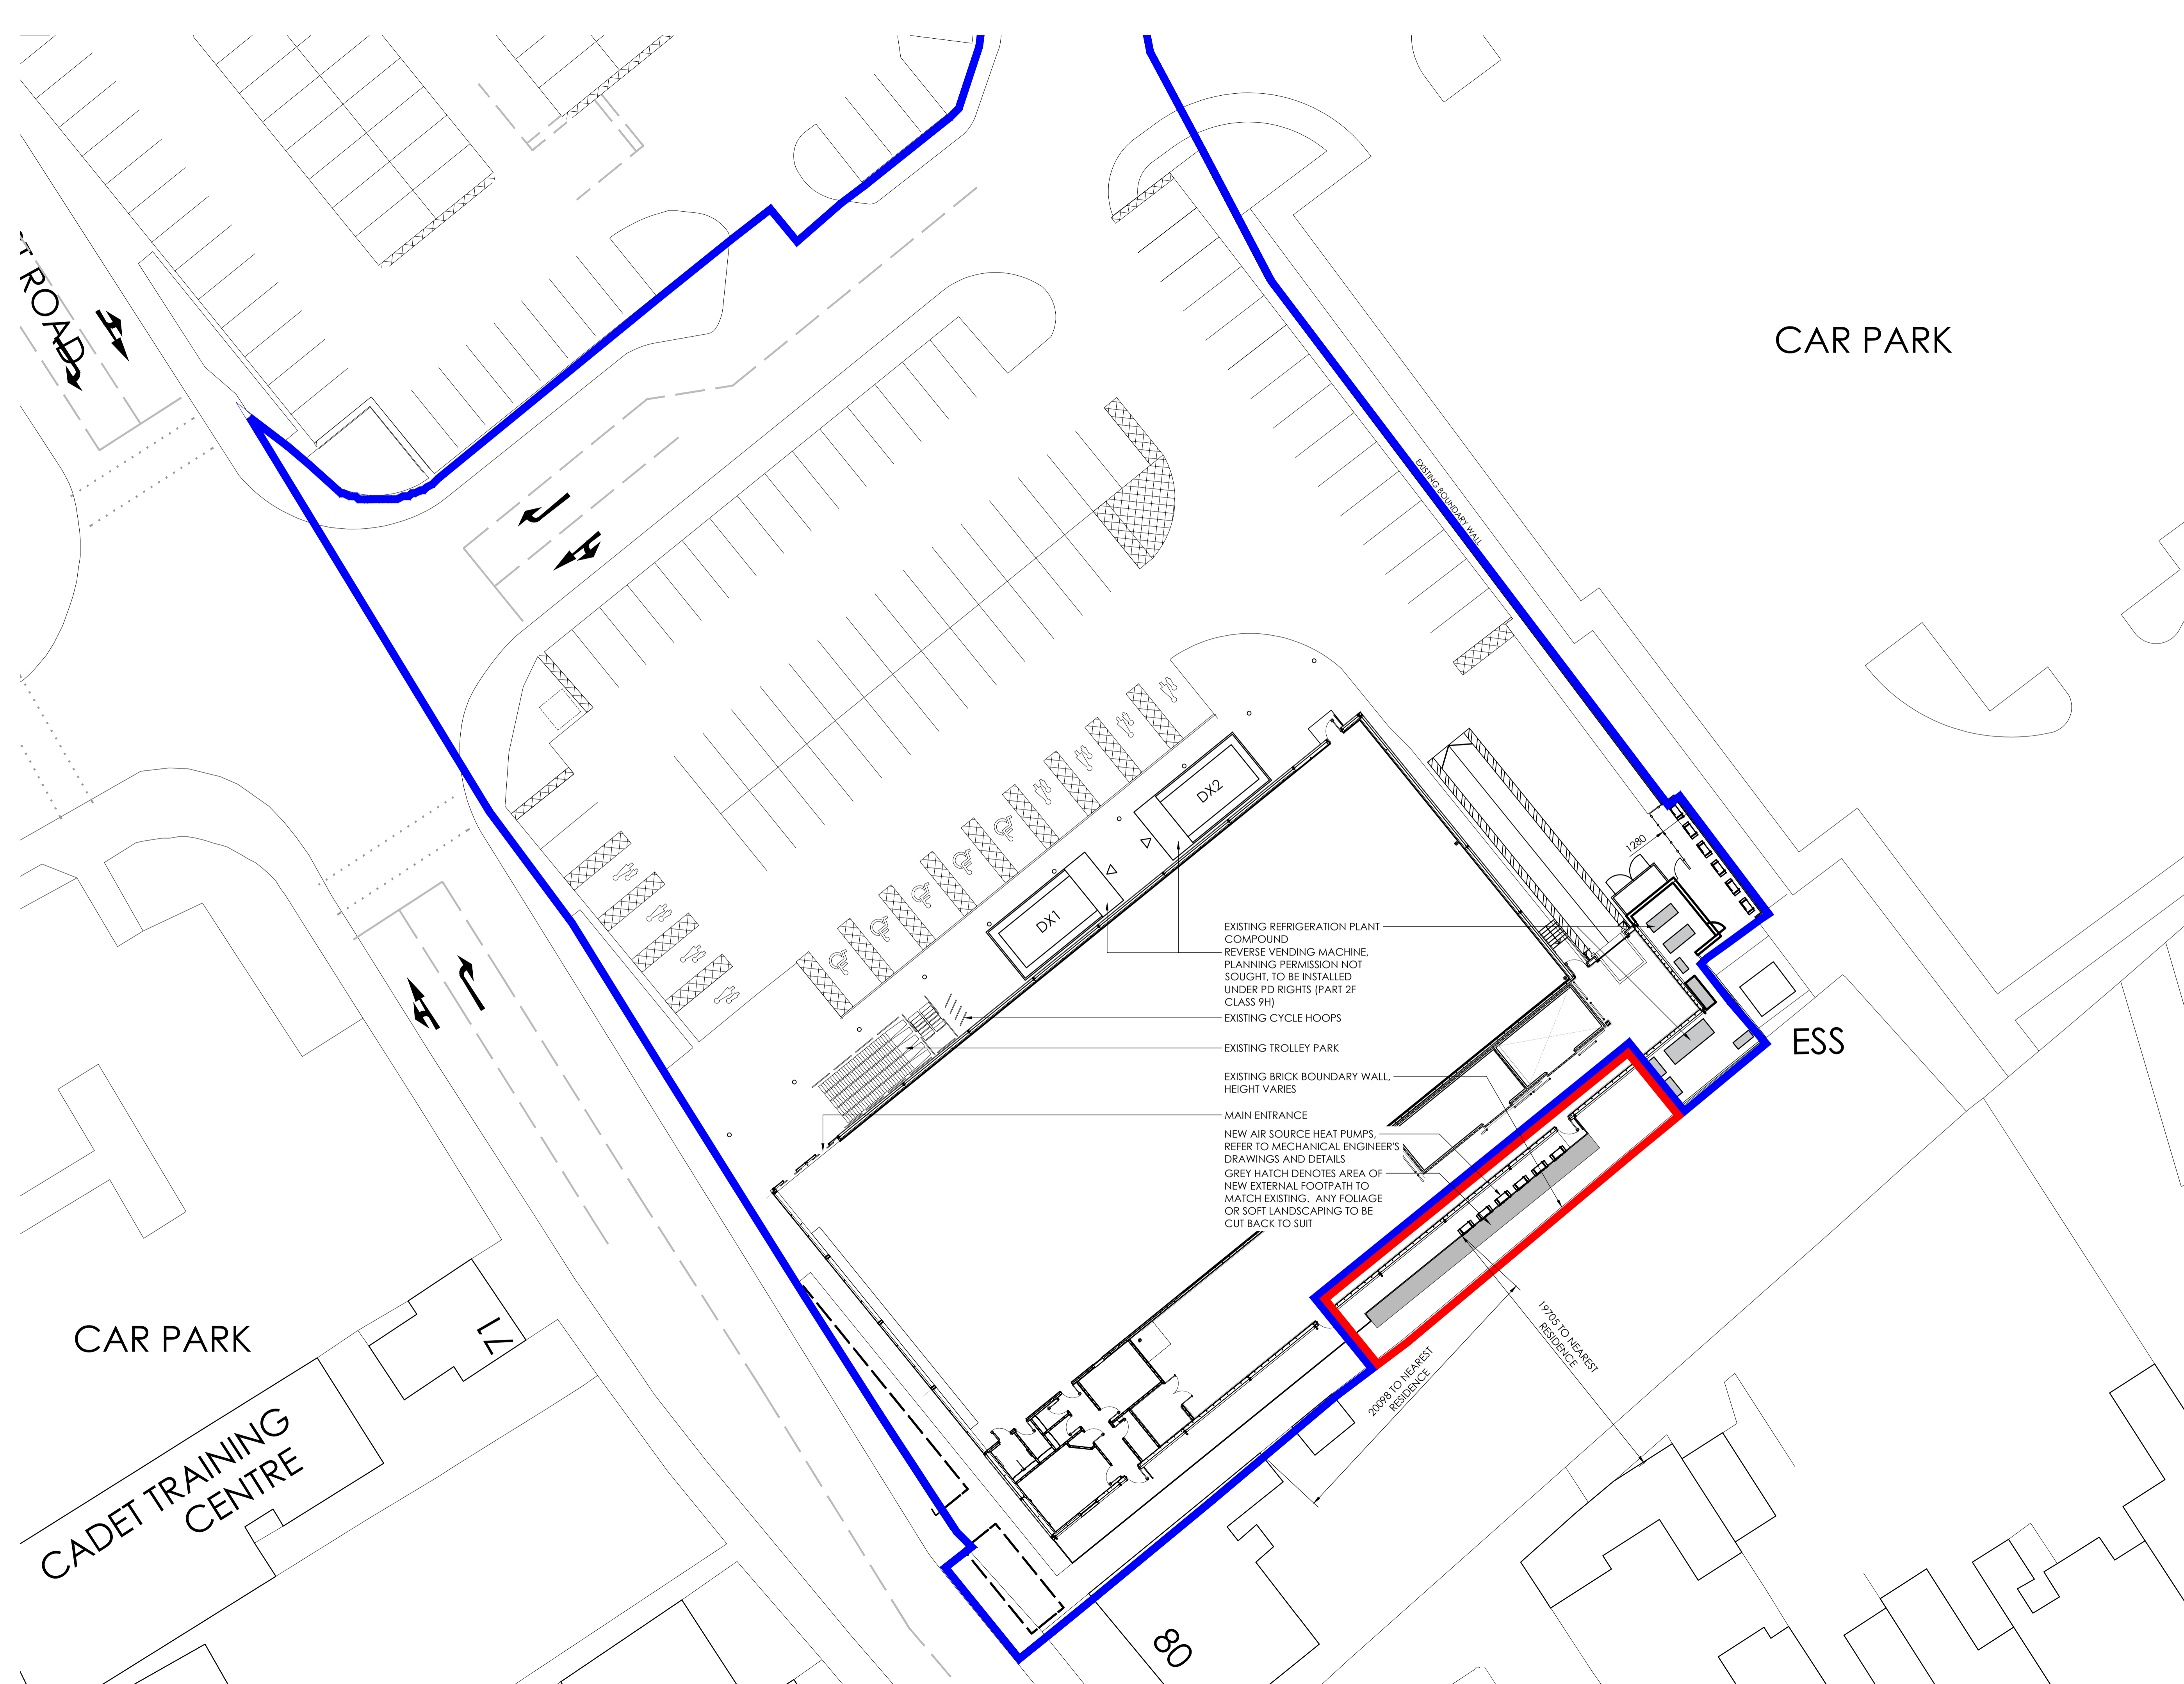 ROAD
CAR PARK
EXISTING BOUNDARY WALL
1280
DX2
DX1
EXISTING REFRIGERATION PLANT
COMPOUND
REVERSE VENDING MACHINE,
PLANNING PERMISSION NOT
SOUGHT, TO BE INSTALLED
UNDER PD RIGHTS (PART 2F
CLASS 9H)
EXISTING CYCLE HOOPS
EXISTING TROLLEY PARK
EXISTING BRICK BOUNDARY WALL,
HEIGHT VARIES
MAIN ENTRANCE
NEW AIR SOURCE HEAT PUMPS,
REFER TO MECHANICAL ENGINEER'S
DRAWINGS AND DETAILS
GREY HATCH DENOTES AREA OF
NEW EXTERNAL FOOTPATH TO
MATCH EXISTING. ANY FOLIAGE
OR SOFT LANDSCAPING TO BE
CUT BACK TO SUIT
ESS
19705 TO NEAREST
RESIDENCE
20098 TO NEAREST
RESIDENCE
CAR PARK
71
CADET TRAINING
CENTRE
80